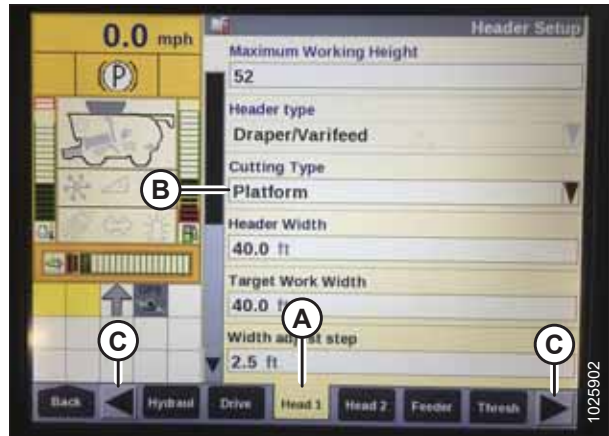 0.0 mph
Header Setup
(P)
Maximum Working Height
52
Header type
Draper/Varifeed
Cutting Type
B
Platform
Header Width
40.0 ft
Target Work Width
40.0
A
C
C
Width adjust step
2.5 ft
Back
Hydraul
Drive
Head 1
Head 2
Feeder
Thresh
1025902